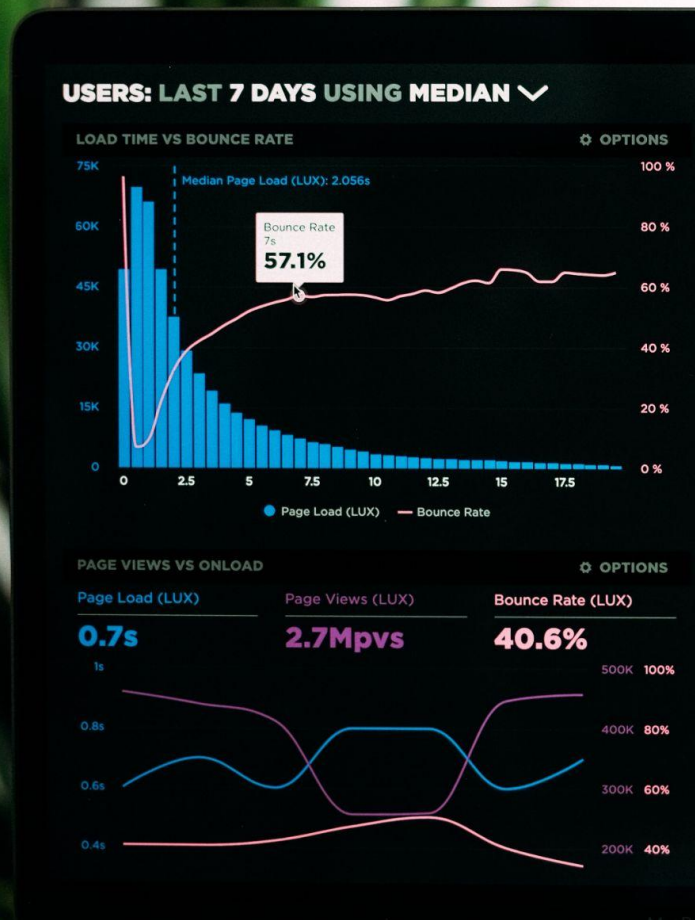 USERS: LAST 7 DAYS USING MEDIAN
LOAD TIME VS BOUNCE RATE
OPTIONS
75K
60K
45K
30K
15K
0
Median Page Load (LUX): 2.056s
Bounce Rate
7s
57.1%
100 %
80 %
60 %
40 %
20 %
0 %
0 2.5 5 7.5 10 12.5 15 17.5
Page Load (LUX) Bounce Rate
PAGE VIEWS VS ONLOAD
OPTIONS
Page Load (LUX)
0.7s
Page Views (LUX)
2.7Mpvs
Bounce Rate (LUX)
40.6%
1s
0.8s
0.6s
0.4s
500K 100%
400K 80%
300K 60%
200K 40%